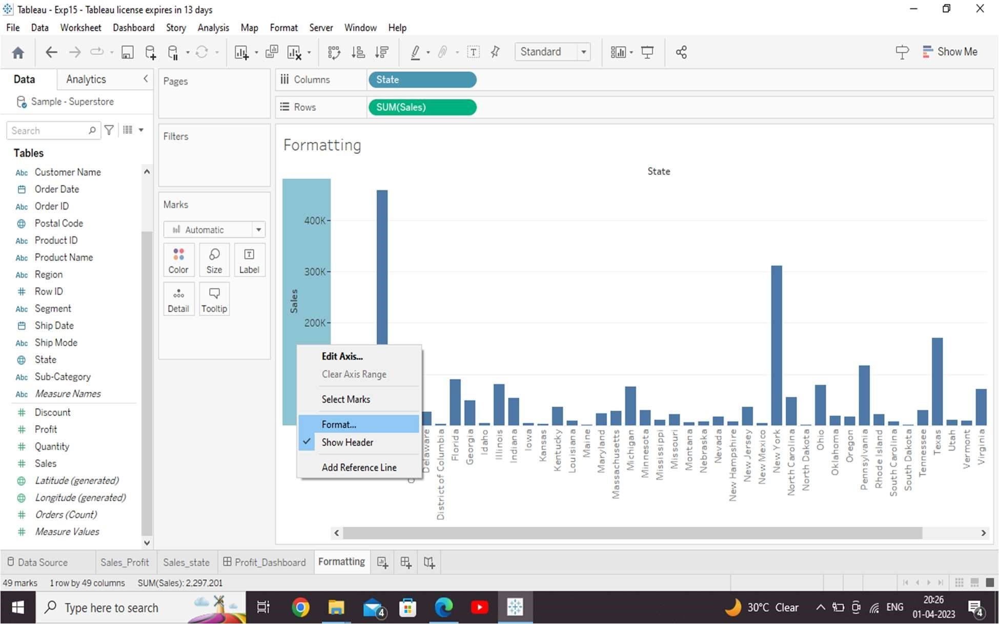 Tableau - Exp15 - Tableau license expires in 13 days
File Data Worksheet Dashboard Story Analysis Map Format Server Window Help
Standard
Show Me
Data Analytics
Sample - Superstore
Search
Tables
Abc Customer Name
Order Date
Abc Order ID
Postal Code
Abc Product ID
Abc Product Name
Abc Region
# Row ID
Abc Segment
Ship Date
Abc Ship Mode
State
Abc Sub-Category
Abc Measure Names
# Discount
# Profit
# Quantity
# Sales
Latitude (generated)
Longitude (generated)
# Orders (Count)
# Measure Values
Pages
Filters
Marks
Automatic
Color Size Label
Detail Tooltip
Columns State
Rows SUM(Sales)
Formatting
State
400K
300K
200K
Sales
Edit Axis...
Clear Axis Range
Select Marks
Format...
Show Header
Add Reference Line
Delaware
District of Columbia
Florida
Georgia
Idaho
Illinois
Indiana
Iowa
Kansas
Kentucky
Louisiana
Maine
Maryland
Massachusetts
Michigan
Minnesota
Mississippi
Missouri
Montana
Nebraska
Nevada
New Hampshire
New Jersey
New Mexico
New York
North Carolina
North Dakota
Ohio
Oklahoma
Oregon
Pennsylvania
Rhode Island
South Carolina
South Dakota
Tennessee
Texas
Utah
Vermont
Virginia
Data Source Sales_Profit Sales_state Profit_Dashboard Formatting
49 marks 1 row by 49 columns SUM(Sales): 2,297,201
Type here to search
4
30°C Clear
ENG
20:26
01-04-2023
4